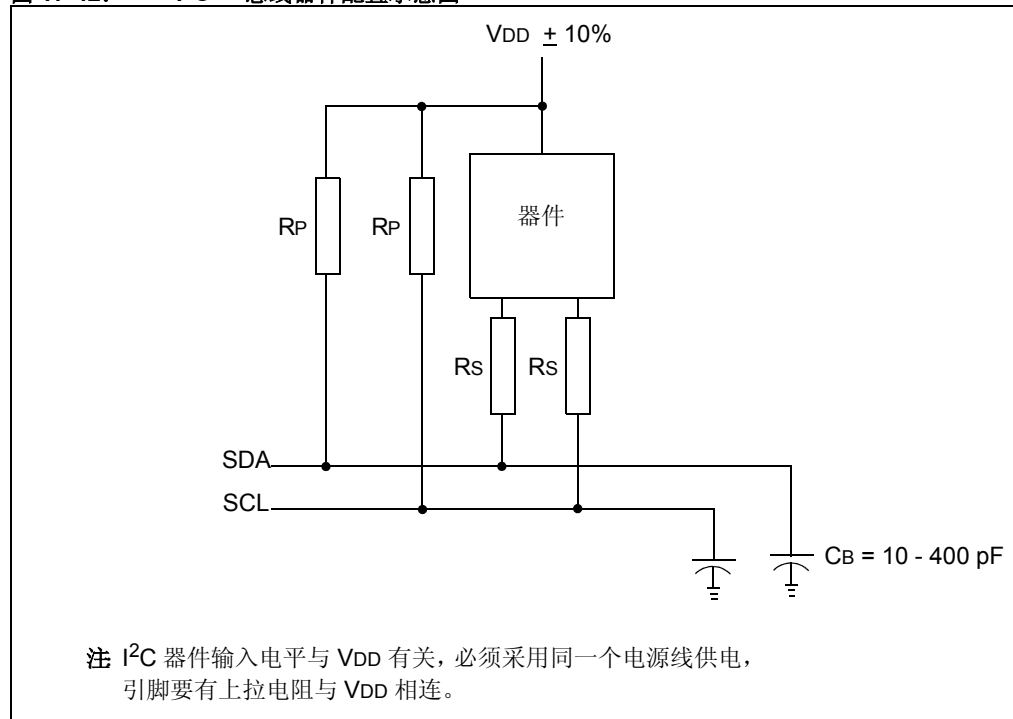 VDD ± 10%
RP
RP
器件
RS
RS
SDA
SCL
CB = 10 - 400 pF
注 I²C 器件输入电平与 VDD 有关，必须采用同一个电源线供电，
引脚要有上拉电阻与 VDD 相连。